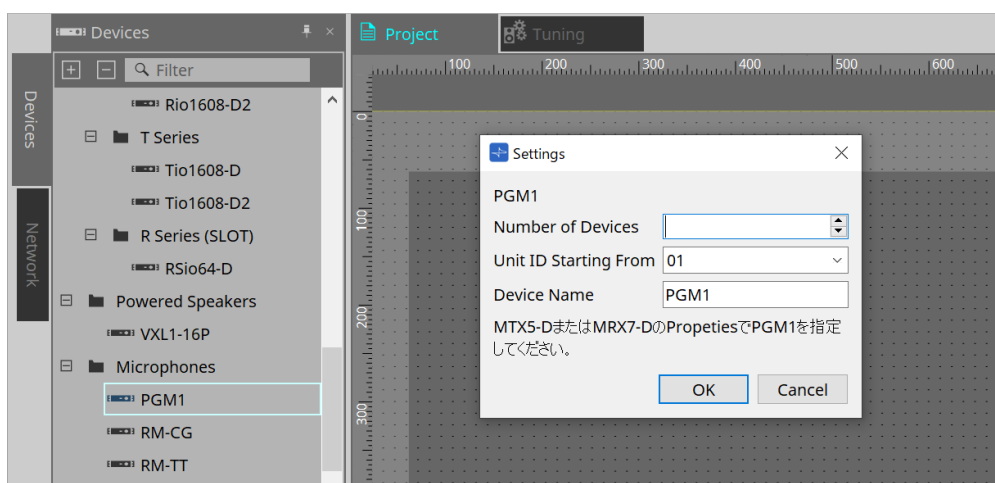 Devices
Project
Tuning
Filter
100
200
300
400
500
600
Devices
Network
Rio1608-D2
T Series
Tio1608-D
Tio1608-D2
R Series (SLOT)
RSio64-D
Powered Speakers
VXL1-16P
Microphones
PGM1
RM-CG
RM-TT
0
100
200
300
Settings
PGM1
Number of Devices
Unit ID Starting From 01
Device Name PGM1
MTX5-DまたはMRX7-DのPropetiesでPGM1を指定
してください。
OK Cancel